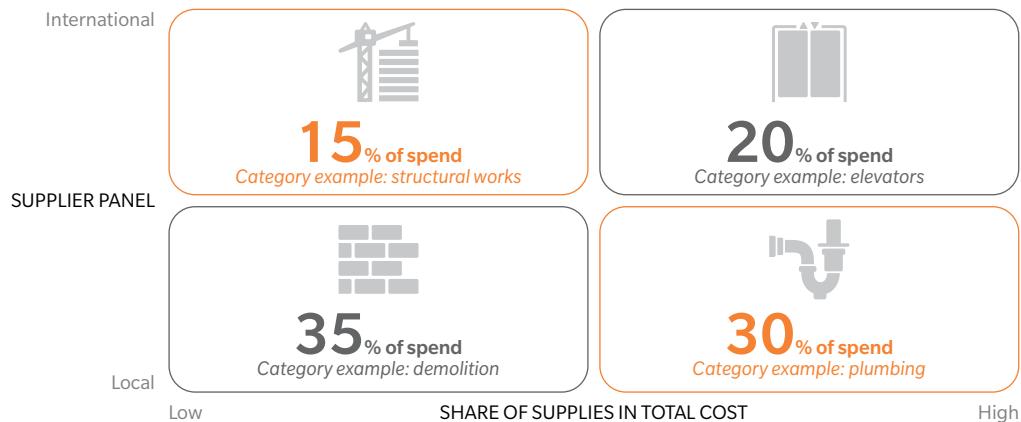 International
15% of spend
Category example: structural works
20% of spend
Category example: elevators
SUPPLIER PANEL
35% of spend
Category example: demolition
30% of spend
Category example: plumbing
Local
Low
SHARE OF SUPPLIES IN TOTAL COST
High